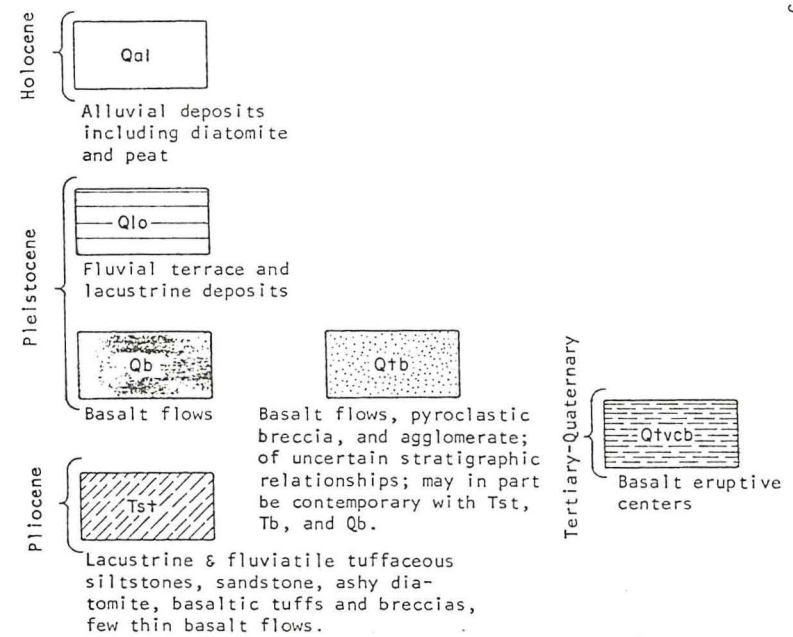 Holocene
Qal
Alluvial deposits
including diatomite
and peat
Pleistocene
Qlo
Fluvial terrace and
lacustrine deposits
Qb
Basalt flows
Qtb
Basalt flows, pyroclastic
breccia, and agglomerate;
of uncertain stratigraphic
relationships; may in part
be contemporary with Tst,
Tb, and Qb.
Tertiary-Quaternary
Qtvcb
Basalt eruptive
centers
Pliocene
Tst
Lacustrine & fluviatile tuffaceous
siltstones, sandstone, ashy dia-
tomite, basaltic tuffs and breccias,
few thin basalt flows.